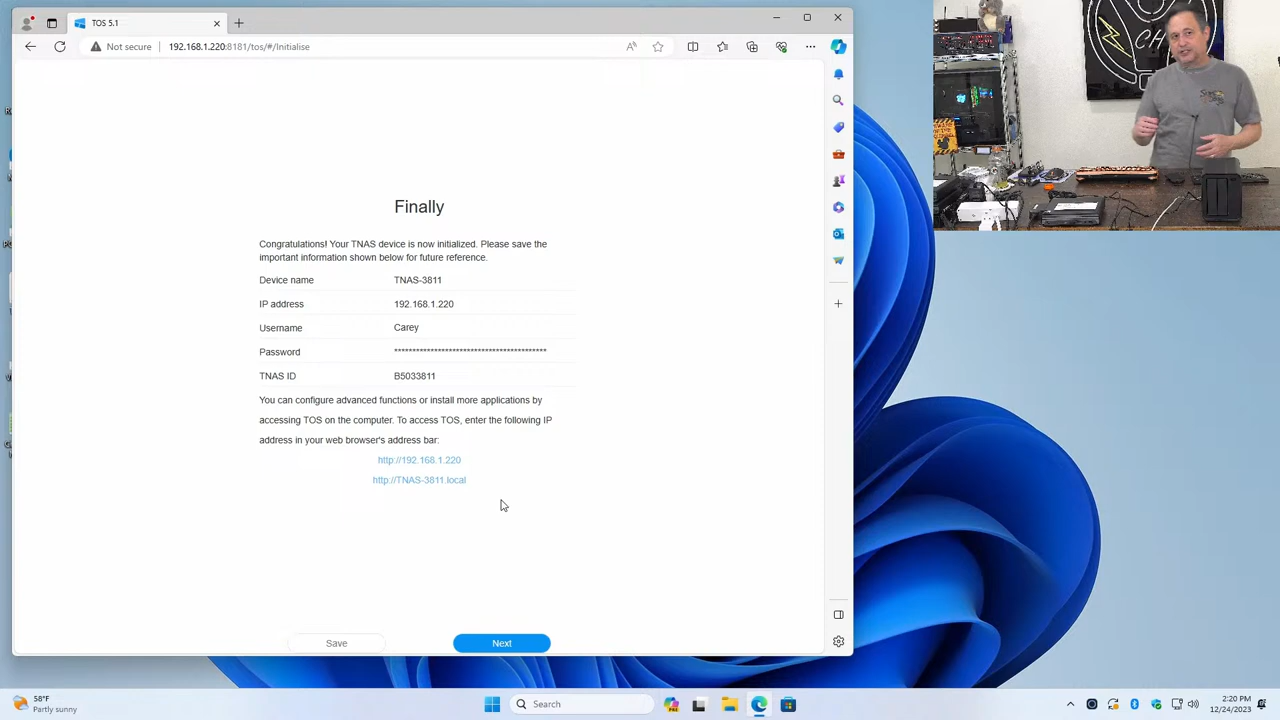 TOS 5.1
Not secure
192.168.1.220:8181/tos/#/Initialise
CH
Finally
Congratulations! Your TNAS device is now initialized. Please save the
important information shown below for future reference.
Device name TNAS-3811
IP address 192.168.1.220
Username Carey
Password ******************************************
TNAS ID B5033811
You can configure advanced functions or install more applications by
accessing TOS on the computer. To access TOS, enter the following IP
address in your web browser's address bar:
http://192.168.1.220
http://TNAS-3811.local
Save Next
58°F
Partly sunny
Search
2:20 PM
12/24/2023